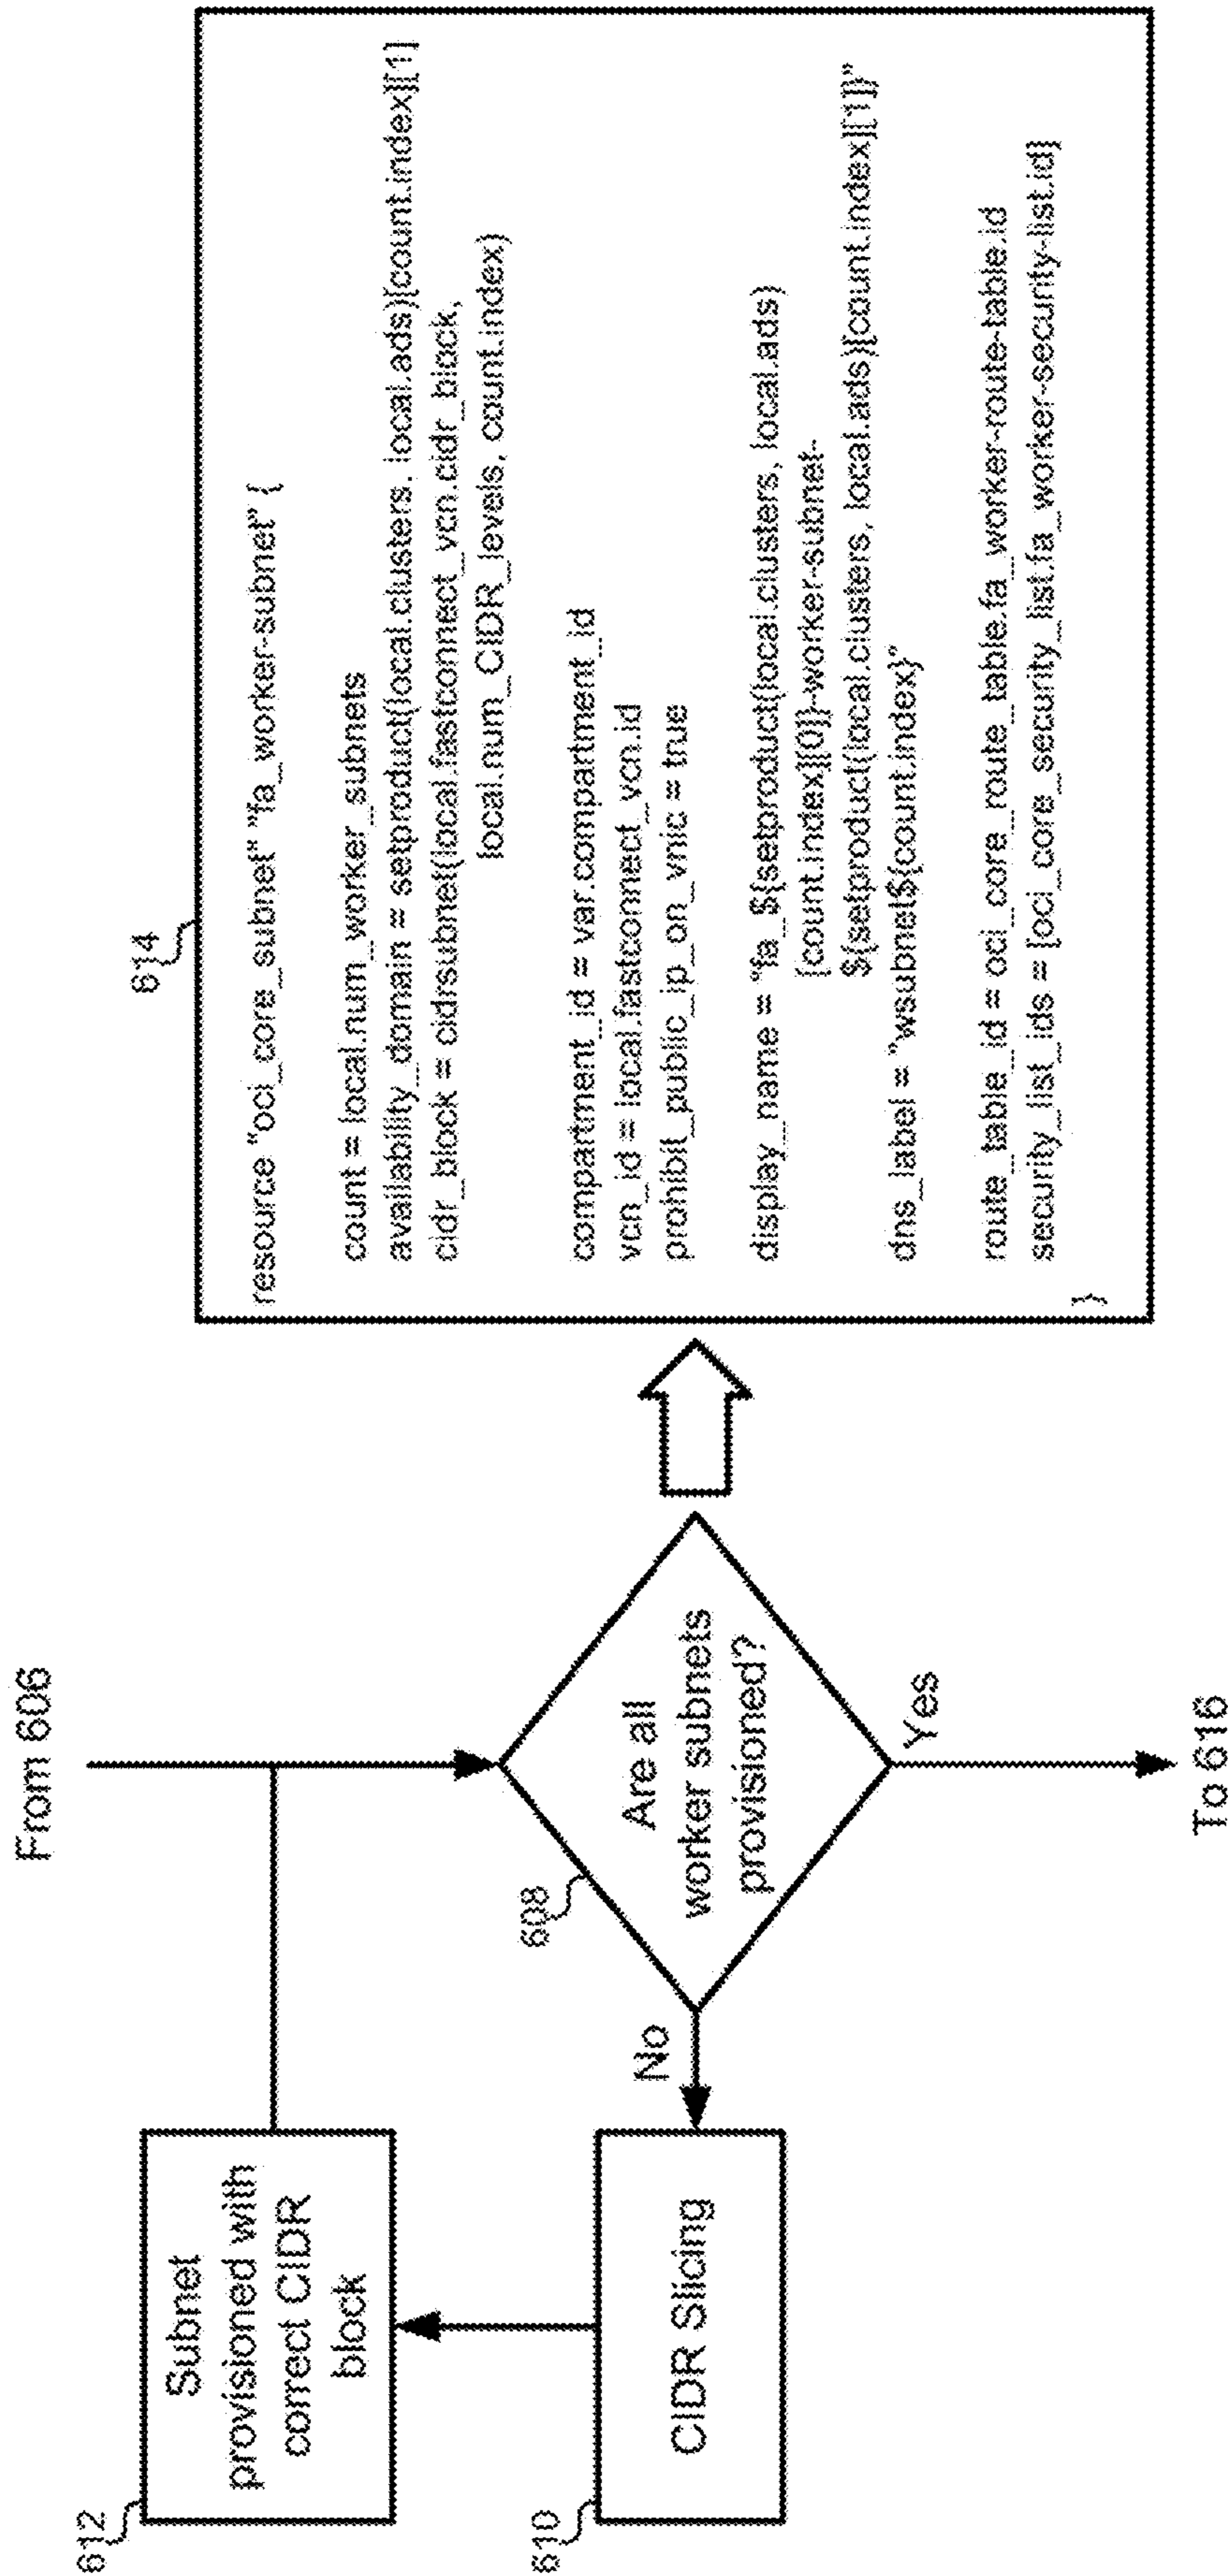 From 606
612
Subnet
provisioned with
correct CIDR
block
610
CIDR Slicing
No
608
Are all
worker subnets
provisioned?
Yes
To 616
614
resource "oci_core_subnet" "fa_worker-subnet" {
count = local.num_worker_subnets
availability_domain = setproduct(local.clusters, local.ads)[count.index][1]
cidr_block = cidrsubnet(local.fastconnect_vcn.cidr_block,
local.num_CIDR_levels, count.index)
compartment_id = var.compartment_id
vcn_id = local.fastconnect_vcn.id
prohibit_public_ip_on_vnic = true
display_name = "fa_${setproduct(local.clusters, local.ads)
[count.index][0]}-worker-subnet-
${setproduct(local.clusters, local.ads)[count.index][1]}"
dns_label = "wsubnet${count.index}"
route_table_id = oci_core_route_table.fa_worker-route-table.id
security_list_ids = [oci_core_security_list.fa_worker-security-list.id]
}